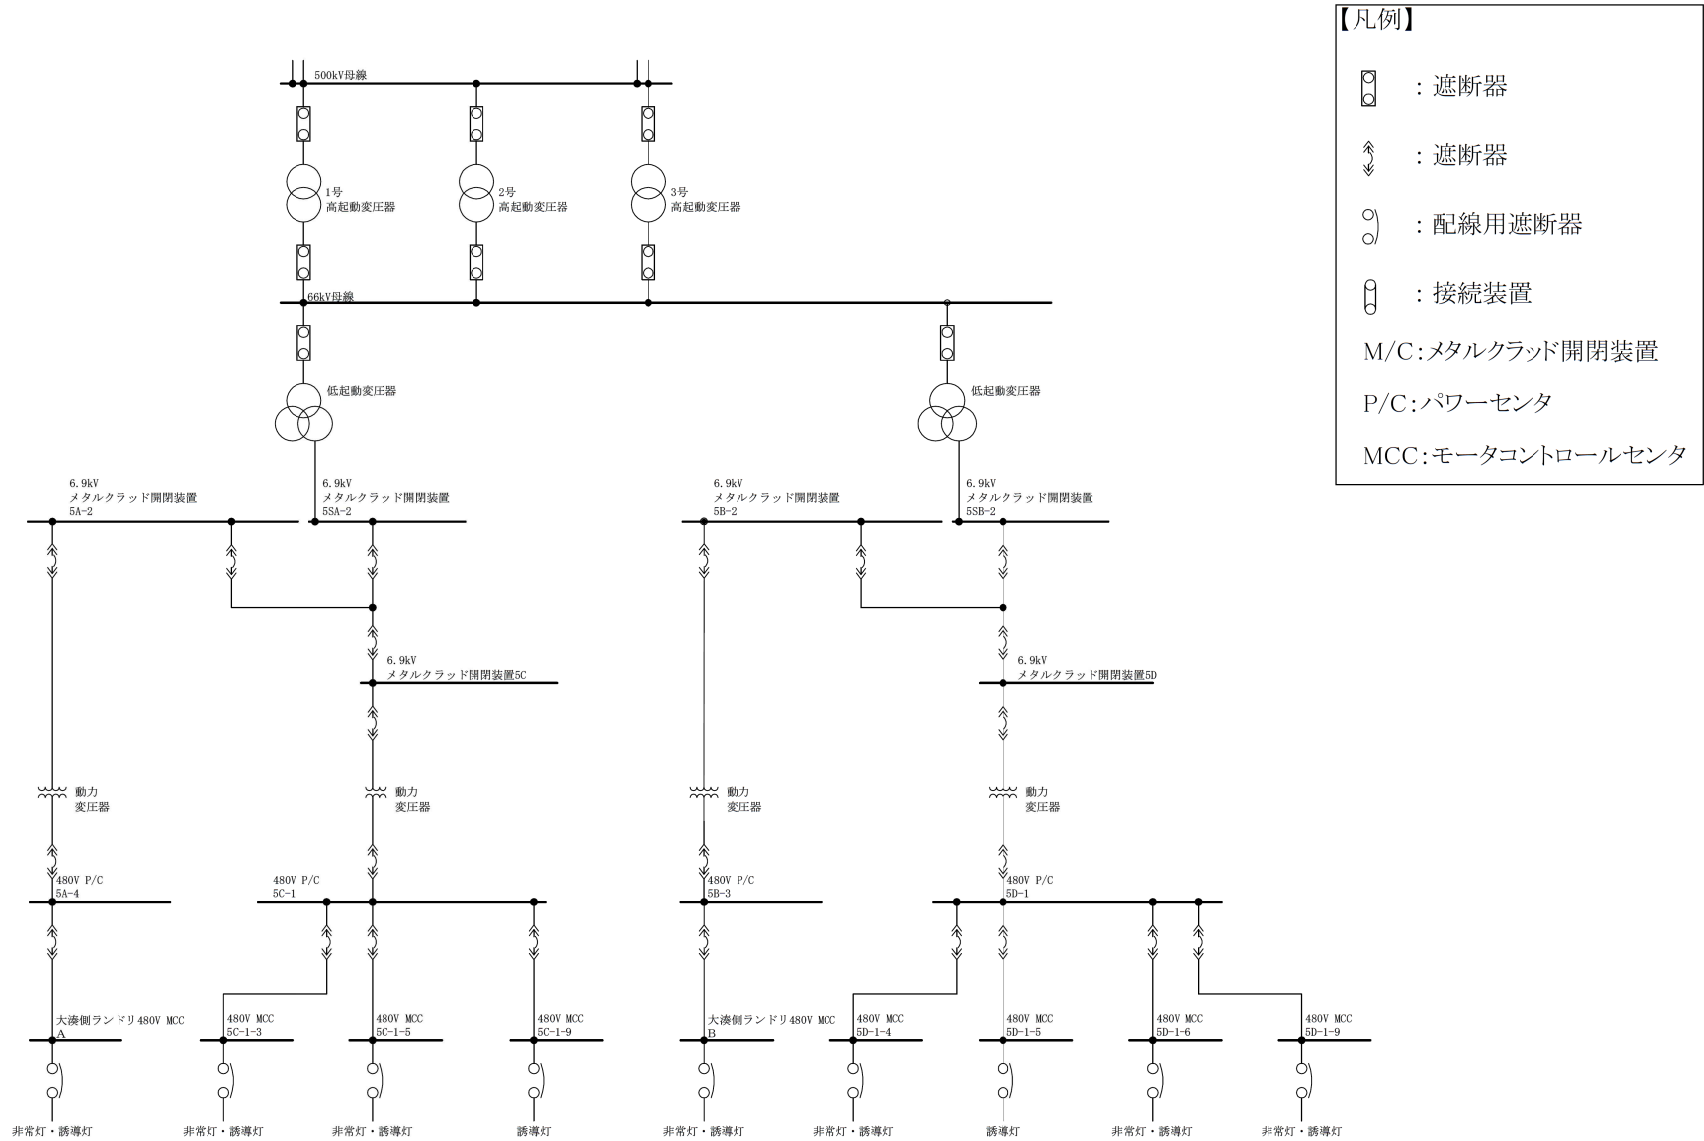 【凡例】
:遮断器
:遮断器
:配線用遮断器
:接続装置
M/C:メタルクラッド開閉装置
P/C:パワーセンタ
MCC:モータコントロールセンタ
500kV母線
1号
高起動変圧器
2号
高起動変圧器
3号
高起動変圧器
66kV母線
低起動変圧器
低起動変圧器
6.9kV
メタルクラッド開閉装置
5A-2
6.9kV
メタルクラッド開閉装置
5SA-2
6.9kV
メタルクラッド開閉装置
5B-2
6.9kV
メタルクラッド開閉装置
5SB-2
6.9kV
メタルクラッド開閉装置5C
6.9kV
メタルクラッド開閉装置5D
動力
変圧器
動力
変圧器
動力
変圧器
動力
変圧器
480V P/C
5A-4
480V P/C
5C-1
480V P/C
5B-3
480V P/C
5D-1
大湊側ランドリ480V MCC
A
480V MCC
5C-1-3
480V MCC
5C-1-5
480V MCC
5C-1-9
大湊側ランドリ480V MCC
B
480V MCC
5D-1-4
480V MCC
5D-1-5
480V MCC
5D-1-6
480V MCC
5D-1-9
非常灯・誘導灯
非常灯・誘導灯
非常灯・誘導灯
誘導灯
非常灯・誘導灯
非常灯・誘導灯
誘導灯
非常灯・誘導灯
非常灯・誘導灯